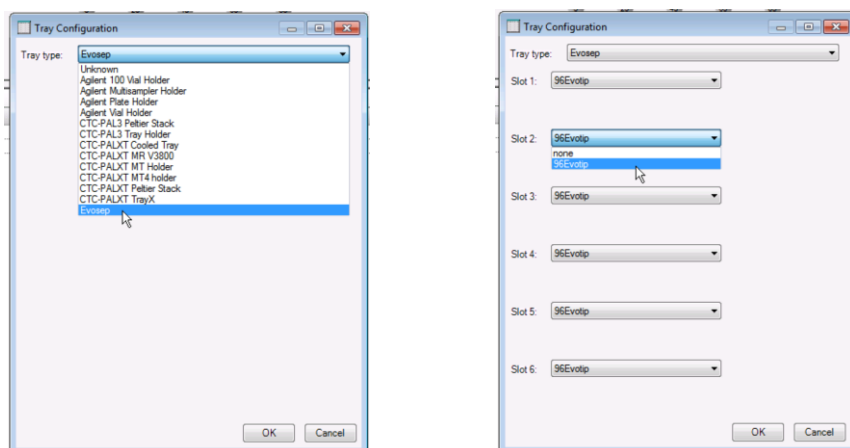 Tray Configuration
Tray type: Evosep
Unknown
Agilent 100 Vial Holder
Agilent Multisampler Holder
Agilent Plate Holder
Agilent Vial Holder
CTC-PAL3 Peltier Stack
CTC-PAL3 Tray Holder
CTC-PALXT Cooled Tray
CTC-PALXT MR V3800
CTC-PALXT MT Holder
CTC-PALXT MT4 holder
CTC-PALXT Peltier Stack
CTC-PALXT TrayX
Evosep
OK Cancel
Tray Configuration
Tray type: Evosep
Slot 1: 96Evotip
Slot 2: 96Evotip
none
96Evotip
Slot 3: 96Evotip
Slot 4: 96Evotip
Slot 5: 96Evotip
Slot 6: 96Evotip
OK Cancel